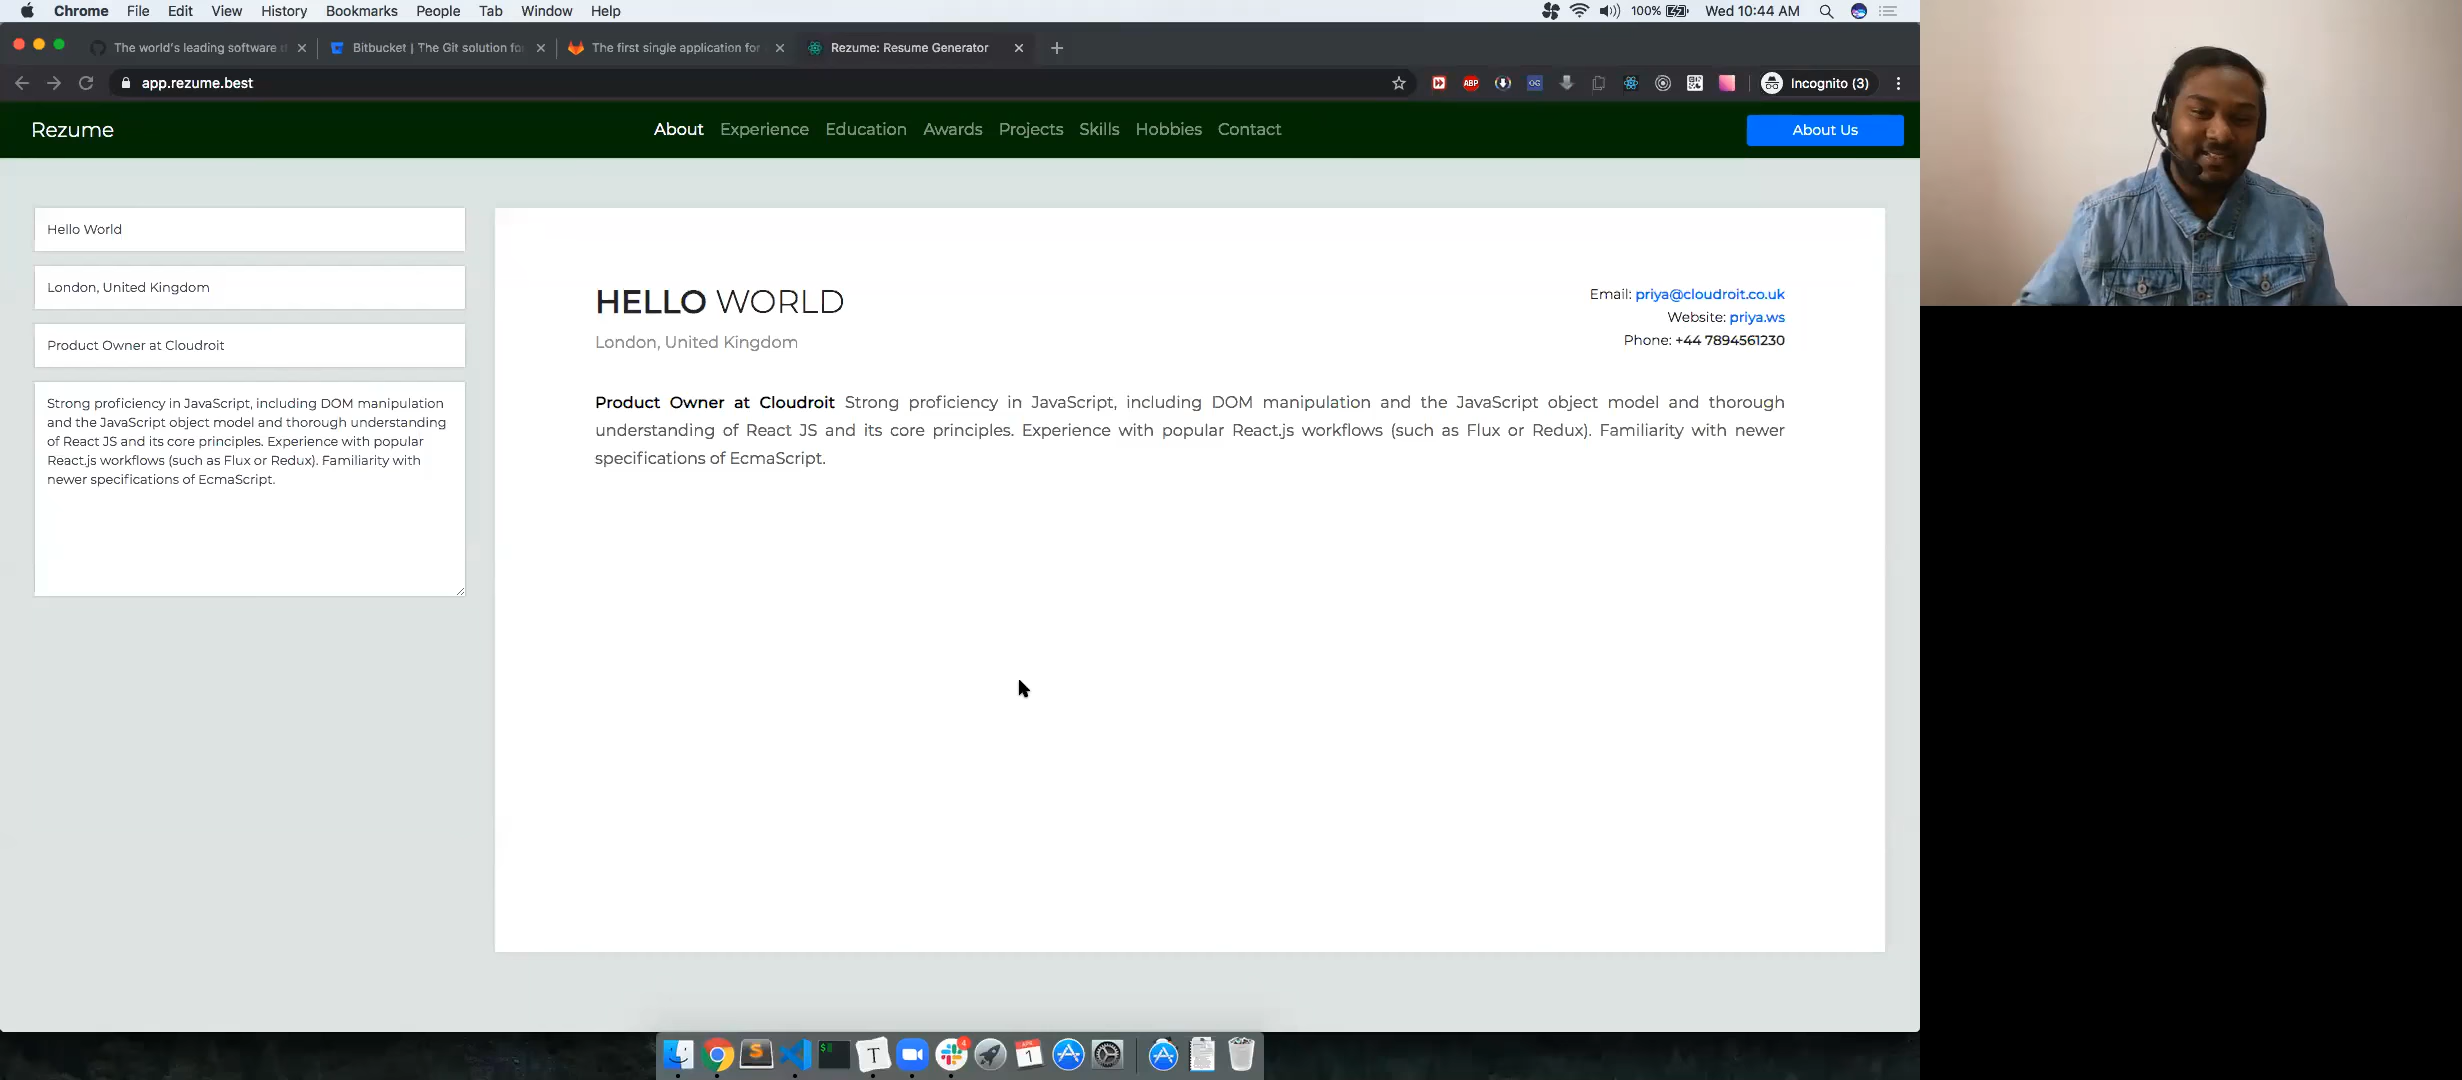 Chrome File Edit View History Bookmarks People Tab Window Help
100% Wed 10:44 AM
The world's leading software d
Bitbucket | The Git solution fo
The first single application for
Rezume: Resume Generator
app.rezume.best
ABP
OG
Incognito (3)
Rezume
About Experience Education Awards Projects Skills Hobbies Contact
About Us
Hello World
London, United Kingdom
Product Owner at Cloudroit
Strong proficiency in JavaScript, including DOM manipulation
and the JavaScript object model and thorough understanding
of React JS and its core principles. Experience with popular
React.js workflows (such as Flux or Redux). Familiarity with
newer specifications of EcmaScript.
HELLO WORLD
London, United Kingdom
Email: priya@cloudroit.co.uk
Website: priya.ws
Phone: +44 7894561230
Product Owner at Cloudroit Strong proficiency in JavaScript, including DOM manipulation and the JavaScript object model and thorough
understanding of React JS and its core principles. Experience with popular React.js workflows (such as Flux or Redux). Familiarity with newer
specifications of EcmaScript.
S
$
T
4
APR
1